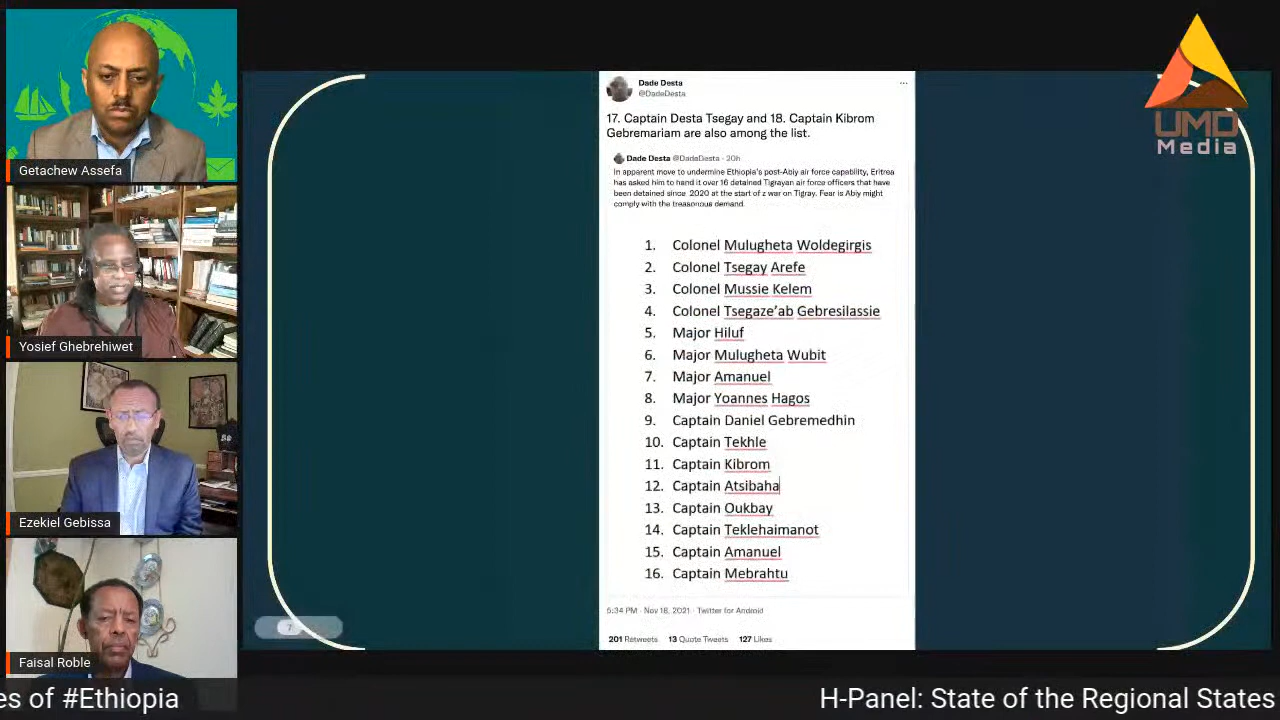 Getachew Assefa
Yosief Ghebrehiwet
Ezekiel Gebissa
Faisal Roble
Dade Desta
@DadeDesta
17. Captain Desta Tsegay and 18. Captain Kibrom
Gebremariam are also among the list.
Dade Desta @DadeDesta · 20h
In apparent move to undermine Ethiopia's post-Abiy air force capability, Eritrea
has asked him to hand it over 16 detained Tigrayan air force officers that have
been detained since 2020 at the start of z war on Tigray. Fear is Abiy might
comply with the treasonous demand.
1. Colonel Mulugheta Woldegirgis
2. Colonel Tsegay Arefe
3. Colonel Mussie Kelem
4. Colonel Tsegaze'ab Gebresilassie
5. Major Hiluf
6. Major Mulugheta Wubit
7. Major Amanuel
8. Major Yoannes Hagos
9. Captain Daniel Gebremedhin
10. Captain Tekhle
11. Captain Kibrom
12. Captain Atsibaha
13. Captain Oukbay
14. Captain Teklehaimanot
15. Captain Amanuel
16. Captain Mebrahtu
5:34 PM · Nov 18, 2021 · Twitter for Android
201 Retweets 13 Quote Tweets 127 Likes
7
UMD
Media
es of #Ethiopia
H-Panel: State of the Regional States